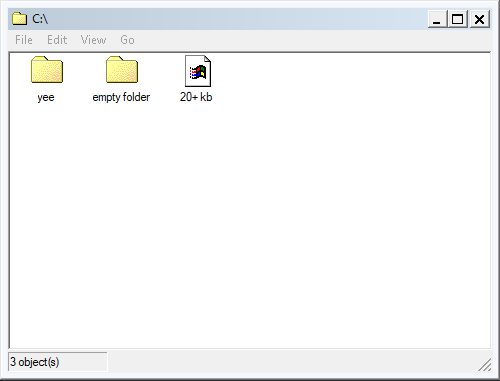 C:\
File Edit View Go
yee empty folder 20+ kb
3 object(s)